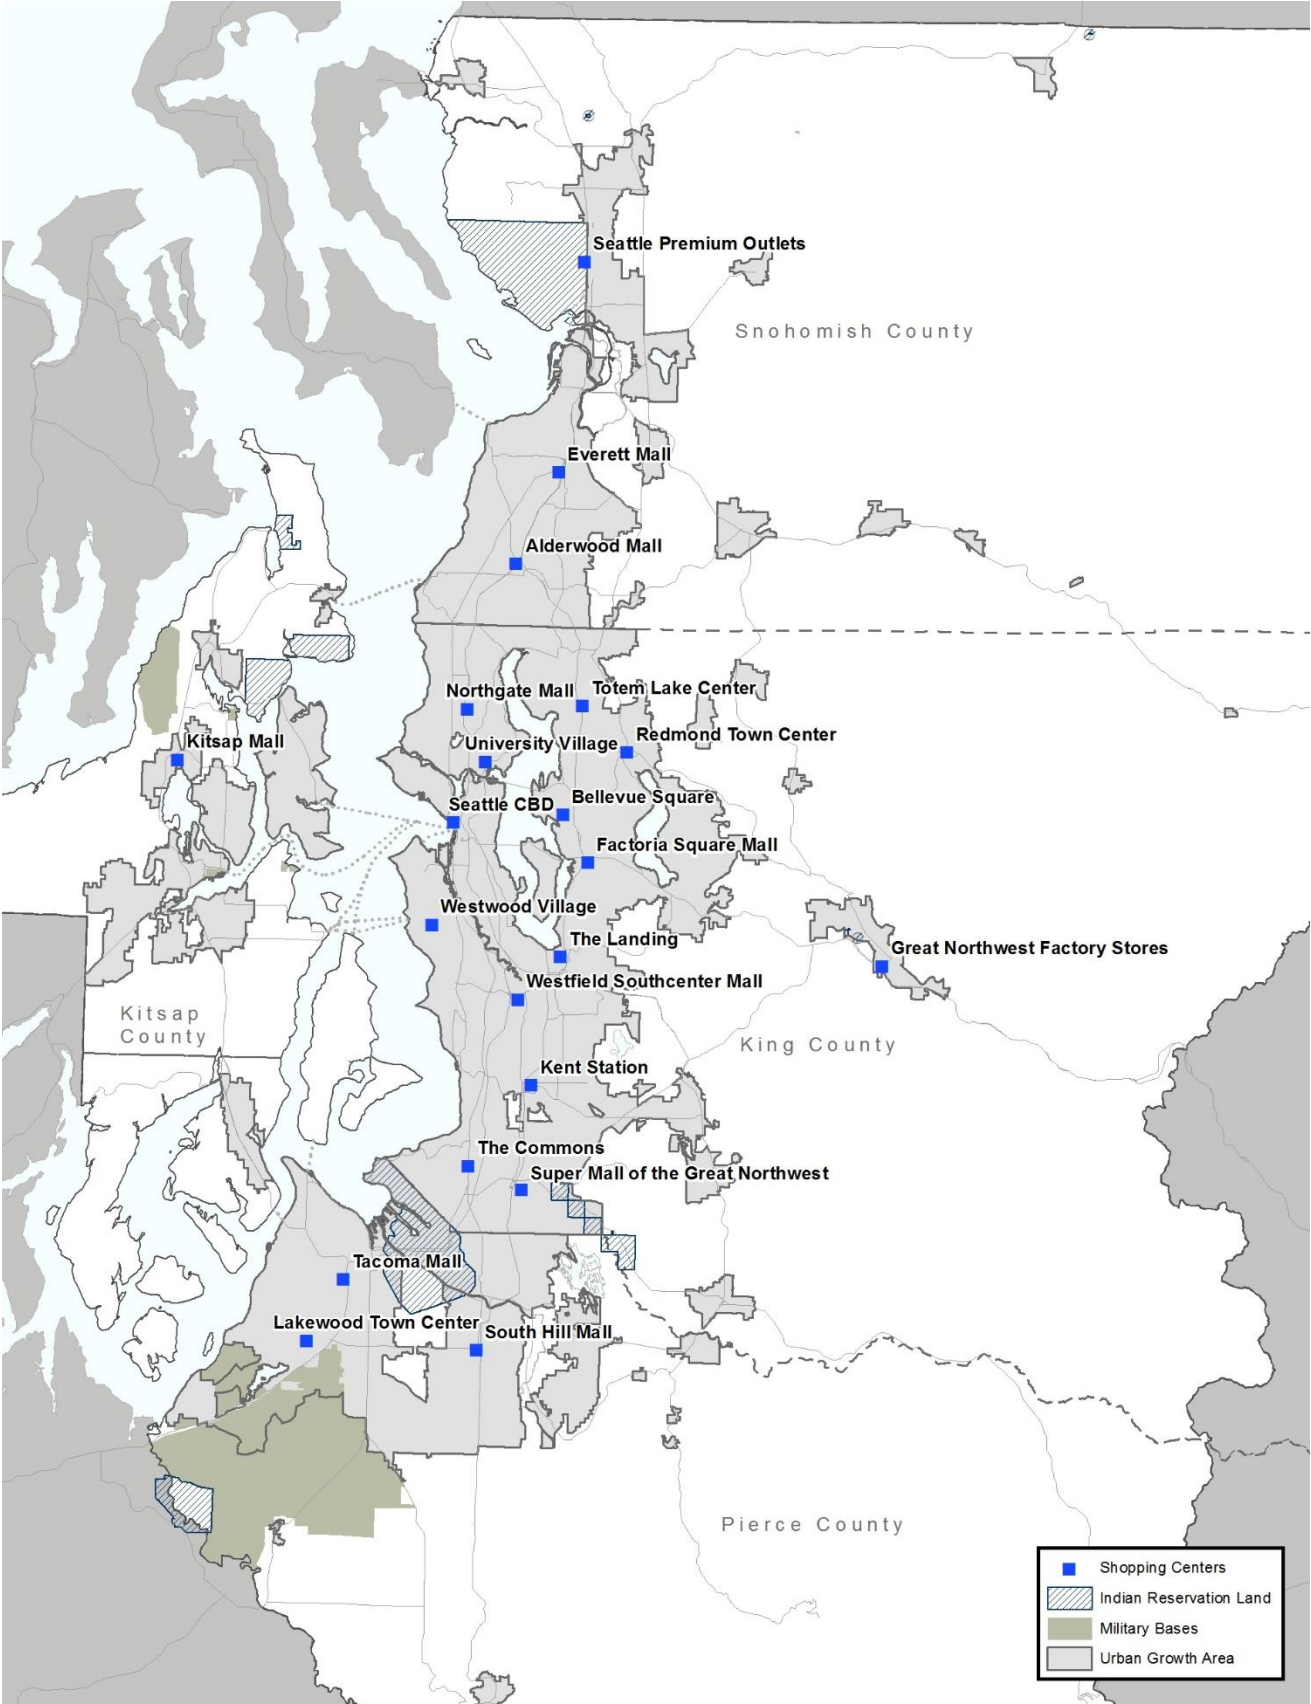 Seattle Premium Outlets
Snohomish County
Everett Mall
Alderwood Mall
Northgate Mall
Totem Lake Center
Redmond Town Center
Kitsap Mall
University Village
Seattle CBD
Bellevue Square
Factoria Square Mall
Westwood Village
The Landing
Great Northwest Factory Stores
Westfield Southcenter Mall
Kitsap
County
King County
Kent Station
The Commons
Super Mall of the Great Northwest
Tacoma Mall
Lakewood Town Center
South Hill Mall
Pierce County
Shopping Centers
Indian Reservation Land
Military Bases
Urban Growth Area